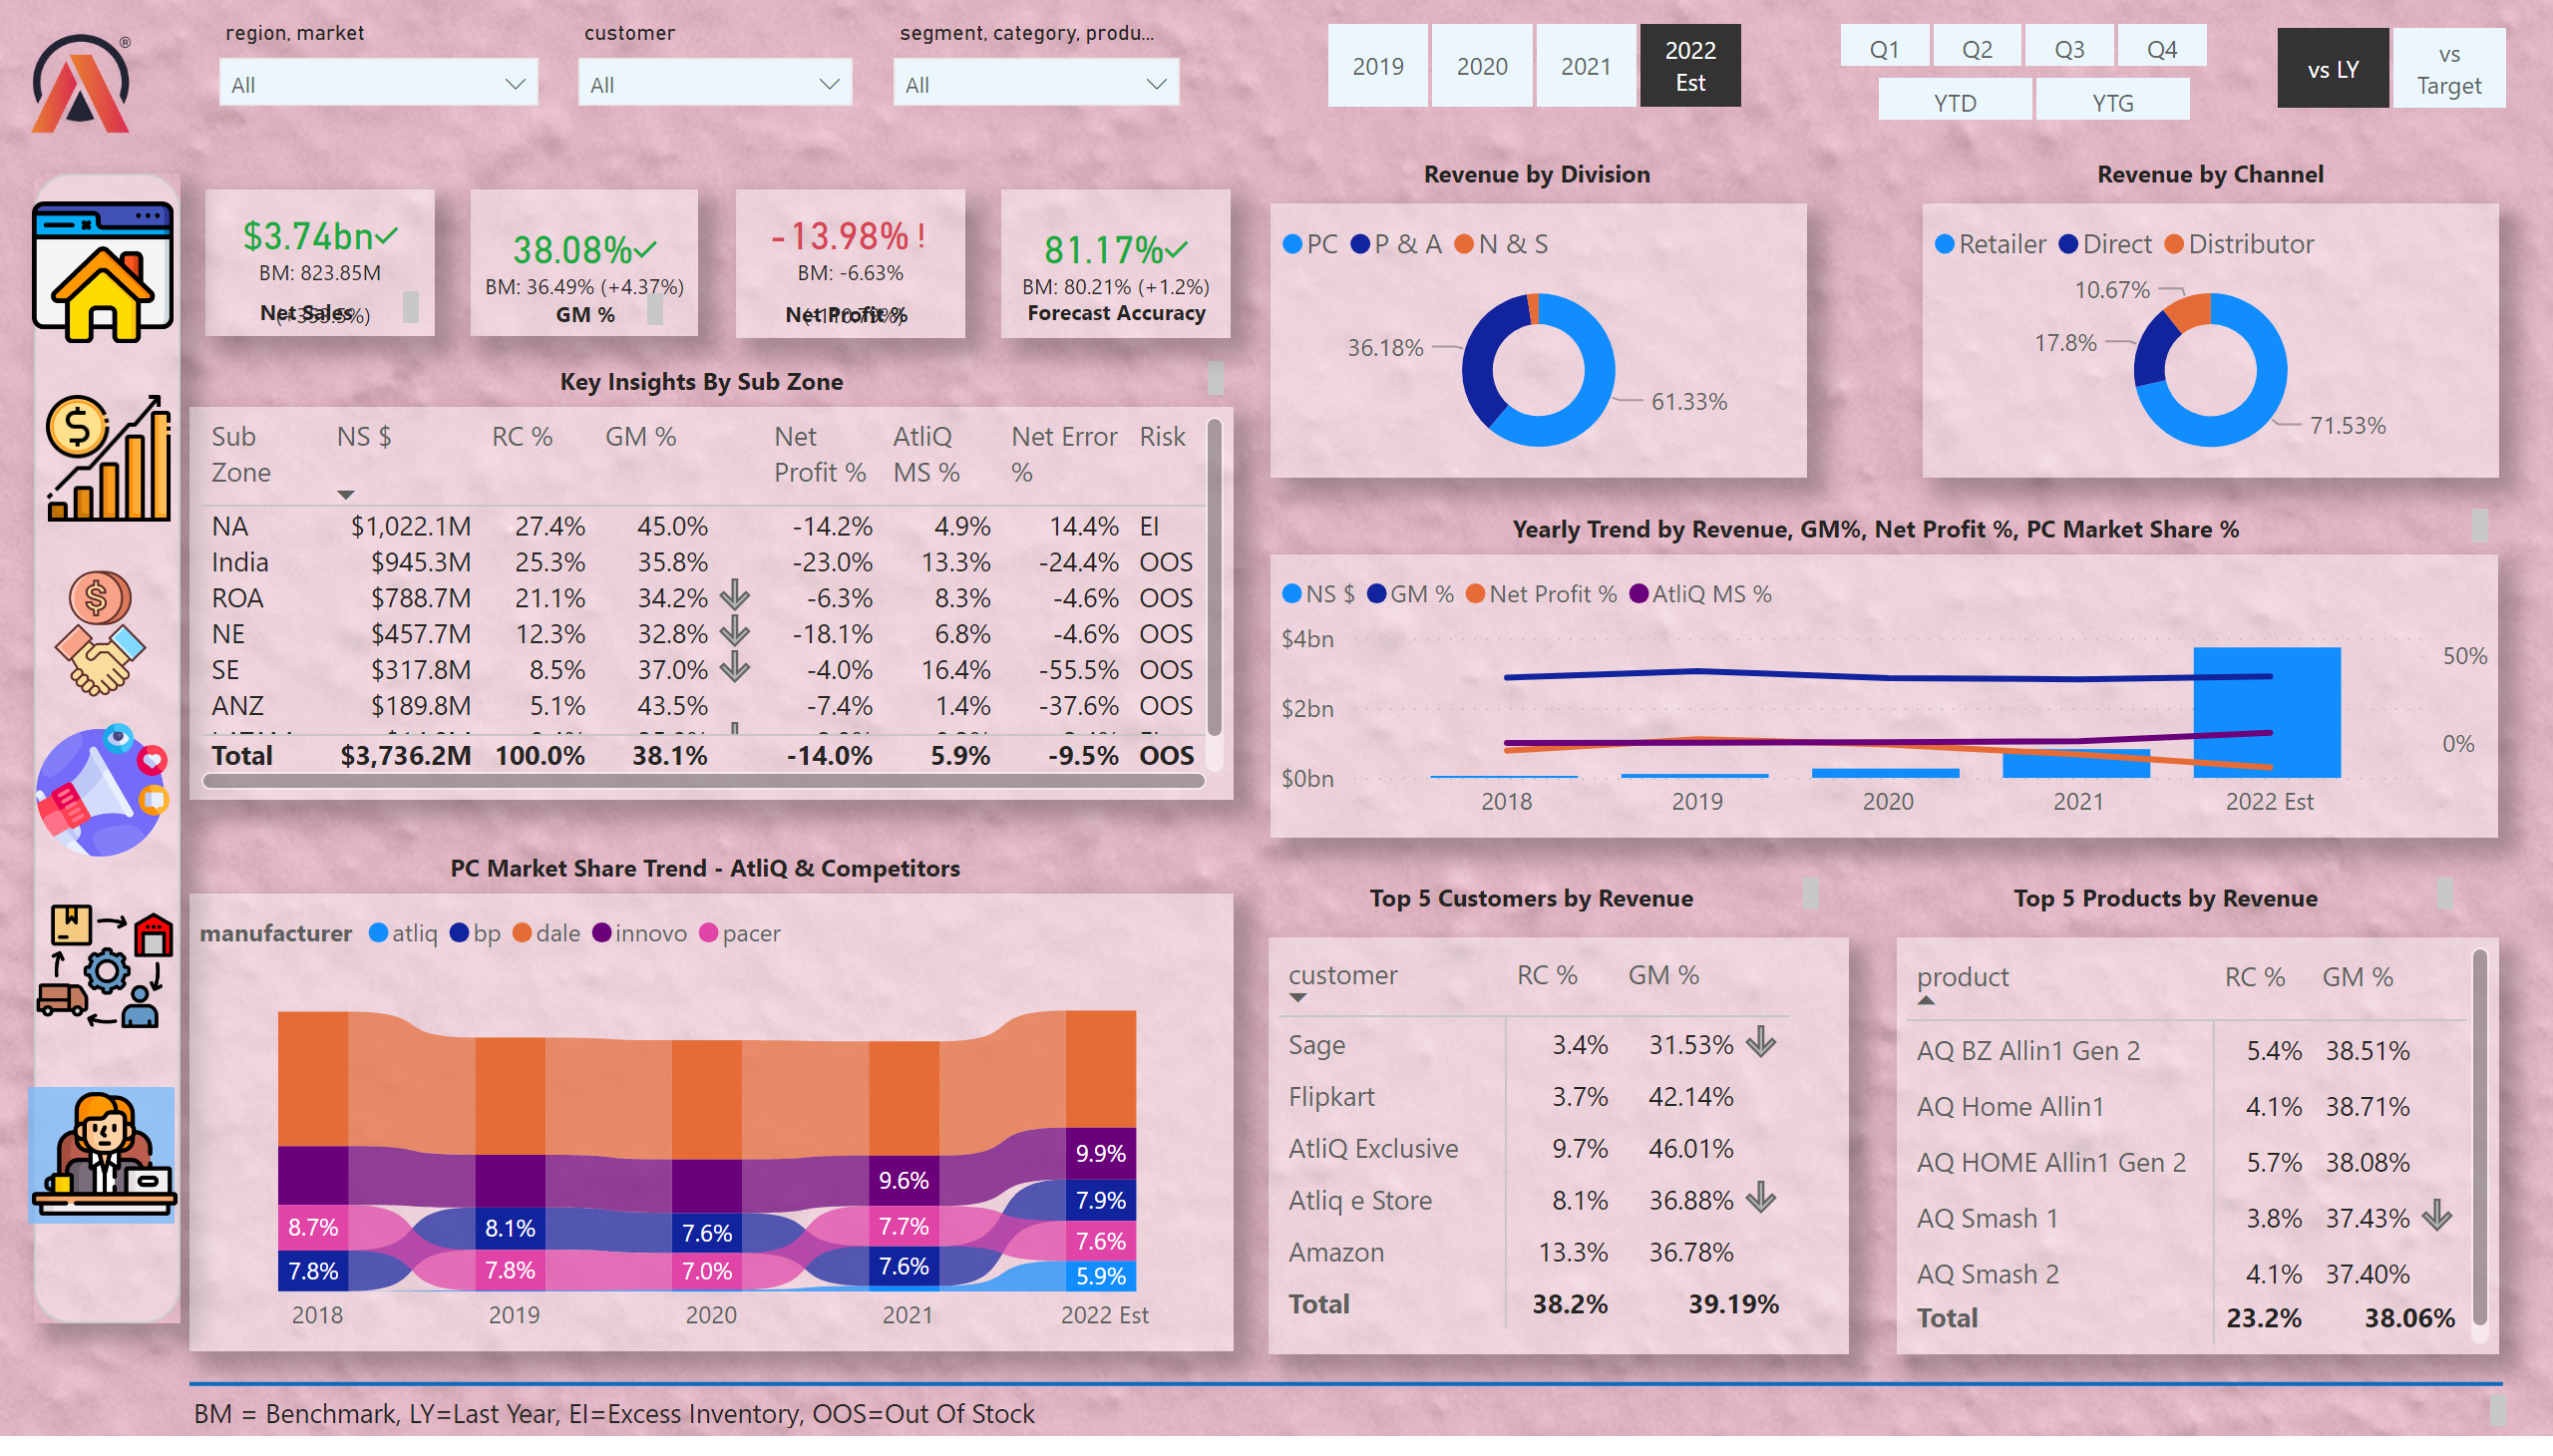 ®
region, market
customer
segment, category, produ...
All
All
All
2019
2020
2021
2022
Est
Q1
Q2
Q3
Q4
YTD
YTG
vs LY
vs
Target
$3.74bn
BM: 823.85M
Net Sales
38.08%
BM: 36.49% (+4.37%)
GM %
-13.98% !
BM: -6.63%
Net Profit %
81.17%
BM: 80.21% (+1.2%)
Forecast Accuracy
Revenue by Division
PC P & A N & S
36.18%
61.33%
Revenue by Channel
Retailer Direct Distributor
10.67%
17.8%
71.53%
Key Insights By Sub Zone
Sub Zone NS $ RC % GM % Net Profit % AtliQ MS % Net Error % Risk
NA $1,022.1M 27.4% 45.0% -14.2% 4.9% 14.4% EI
India $945.3M 25.3% 35.8% -23.0% 13.3% -24.4% OOS
ROA $788.7M 21.1% 34.2% -6.3% 8.3% -4.6% OOS
NE $457.7M 12.3% 32.8% -18.1% 6.8% -4.6% OOS
SE $317.8M 8.5% 37.0% -4.0% 16.4% -55.5% OOS
ANZ $189.8M 5.1% 43.5% -7.4% 1.4% -37.6% OOS
Total $3,736.2M 100.0% 38.1% -14.0% 5.9% -9.5% OOS
Yearly Trend by Revenue, GM%, Net Profit %, PC Market Share %
NS $ GM % Net Profit % AtliQ MS %
$4bn
$2bn
$0bn
50%
0%
2018 2019 2020 2021 2022 Est
PC Market Share Trend - AtliQ & Competitors
manufacturer atliq bp dale innovo pacer
8.7%
7.8%
8.1%
7.8%
7.6%
7.0%
9.6%
7.7%
7.6%
9.9%
7.9%
7.6%
5.9%
2018 2019 2020 2021 2022 Est
Top 5 Customers by Revenue
customer RC % GM %
Sage 3.4% 31.53%
Flipkart 3.7% 42.14%
AtliQ Exclusive 9.7% 46.01%
Atliq e Store 8.1% 36.88%
Amazon 13.3% 36.78%
Total 38.2% 39.19%
Top 5 Products by Revenue
product RC % GM %
AQ BZ Allin1 Gen 2 5.4% 38.51%
AQ Home Allin1 4.1% 38.71%
AQ HOME Allin1 Gen 2 5.7% 38.08%
AQ Smash 1 3.8% 37.43%
AQ Smash 2 4.1% 37.40%
Total 23.2% 38.06%
BM = Benchmark, LY=Last Year, EI=Excess Inventory, OOS=Out Of Stock